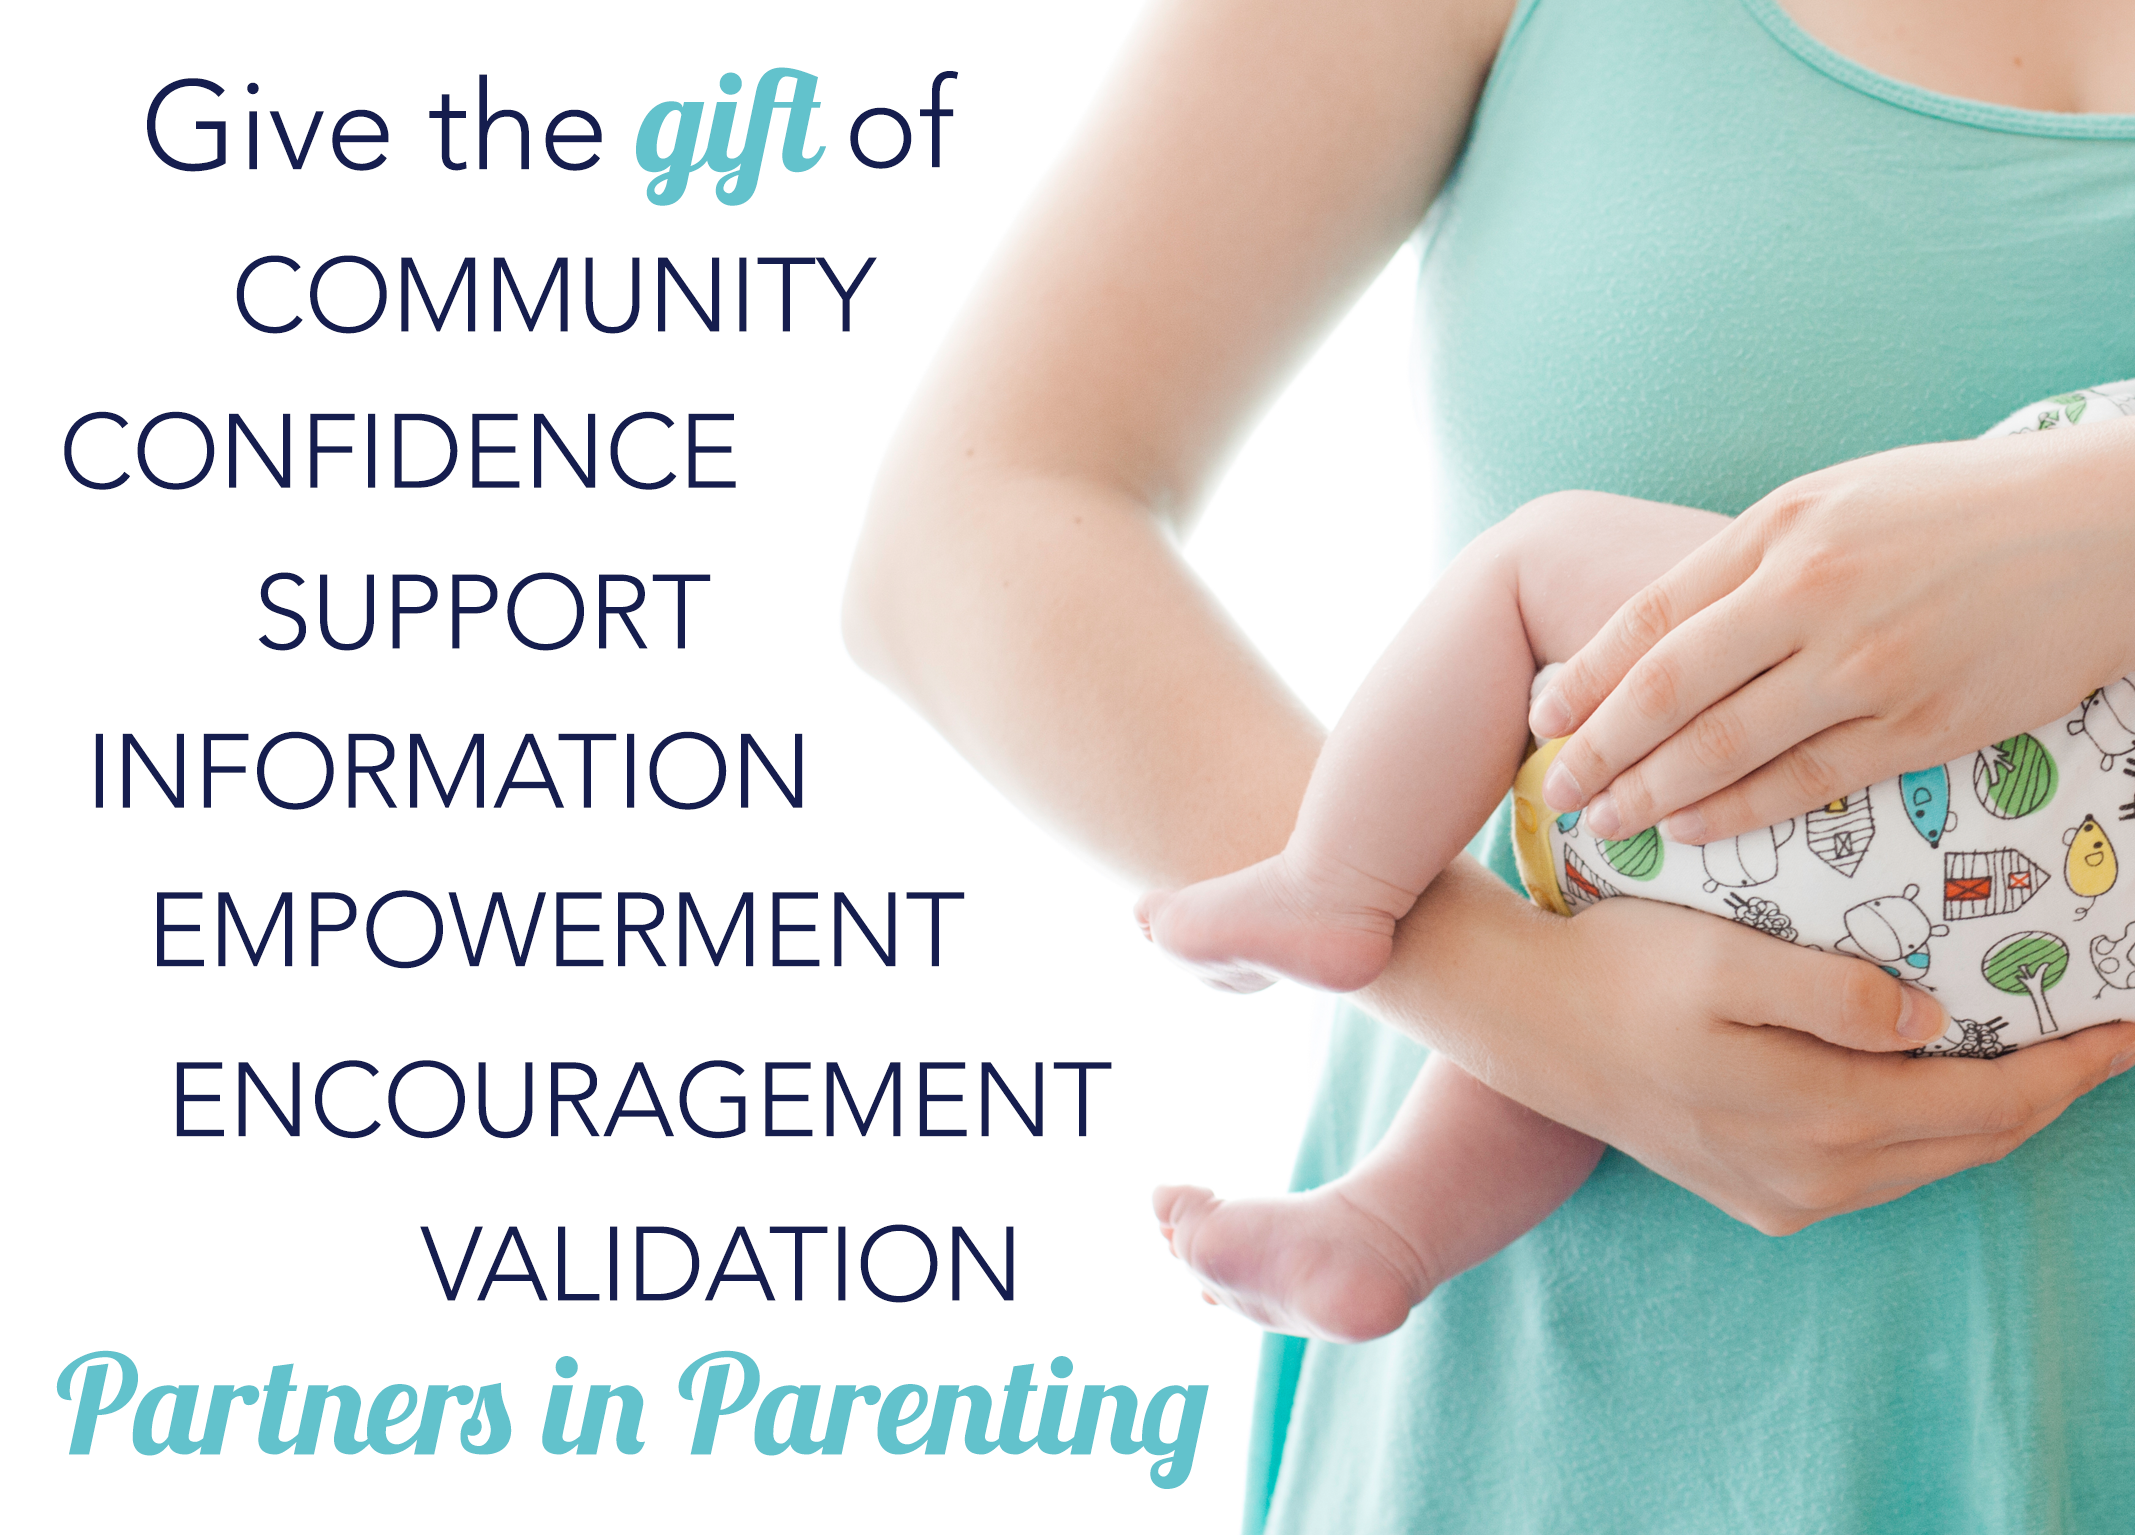 Give the gift of
COMMUNITY
CONFIDENCE
SUPPORT
INFORMATION
EMPOWERMENT
ENCOURAGEMENT
VALIDATION
Partners in Parenting